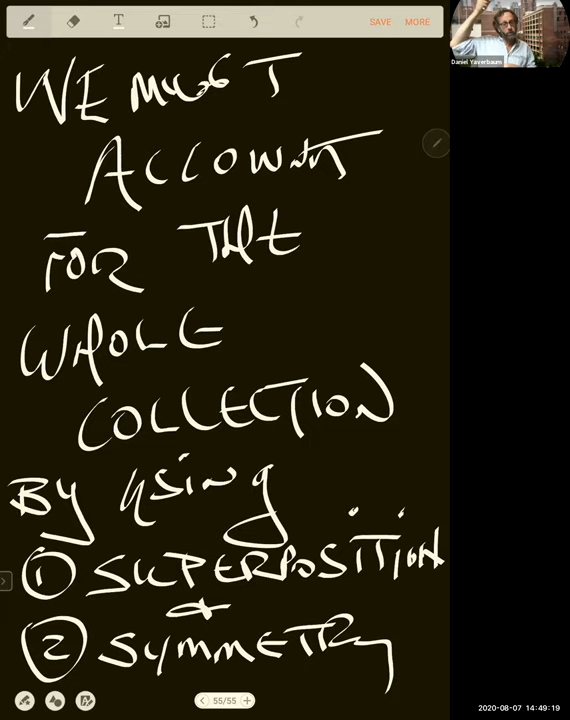 SAVE MORE
Daniel Yaverbaum
WE MUST
ACCOUNT
FOR THE
WHOLE
COLLECTION
BY USING
① SUPERPOSITION
+
② SYMMETRY
55/55
2020-08-07 14:49:19